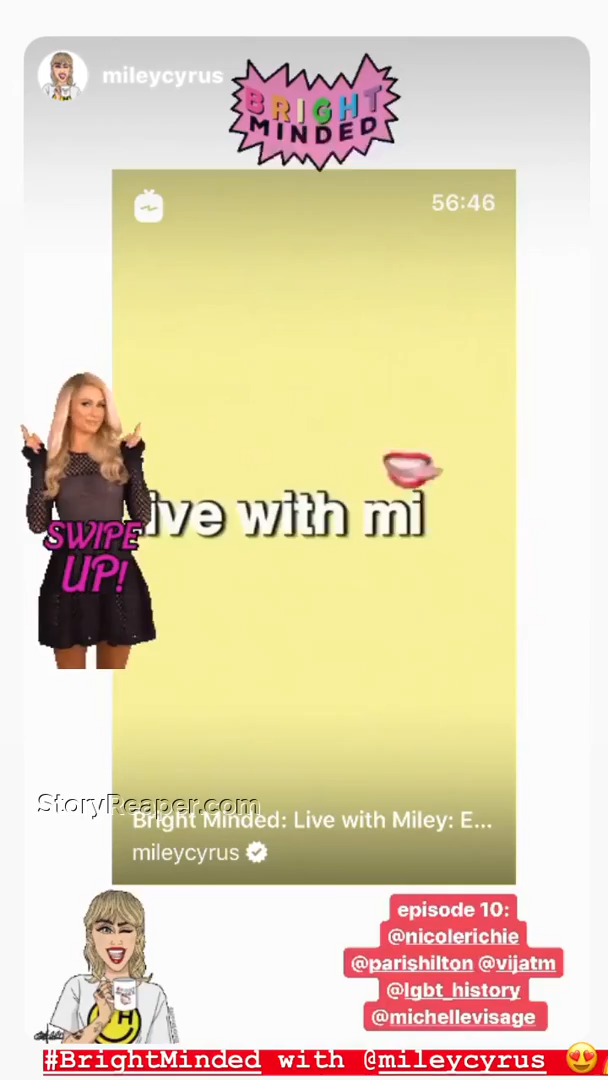 mileycyrus
BRIGHT
MINDED
56:46
ive with mi
SWIPE
UP!
StoryReaper.com
Bright Minded: Live with Miley: E...
mileycyrus
episode 10:
@nicolerichie
@parishilton @vijatm
@lgbt_history
@michellevisage
#BrightMinded with @mileycyrus 😍